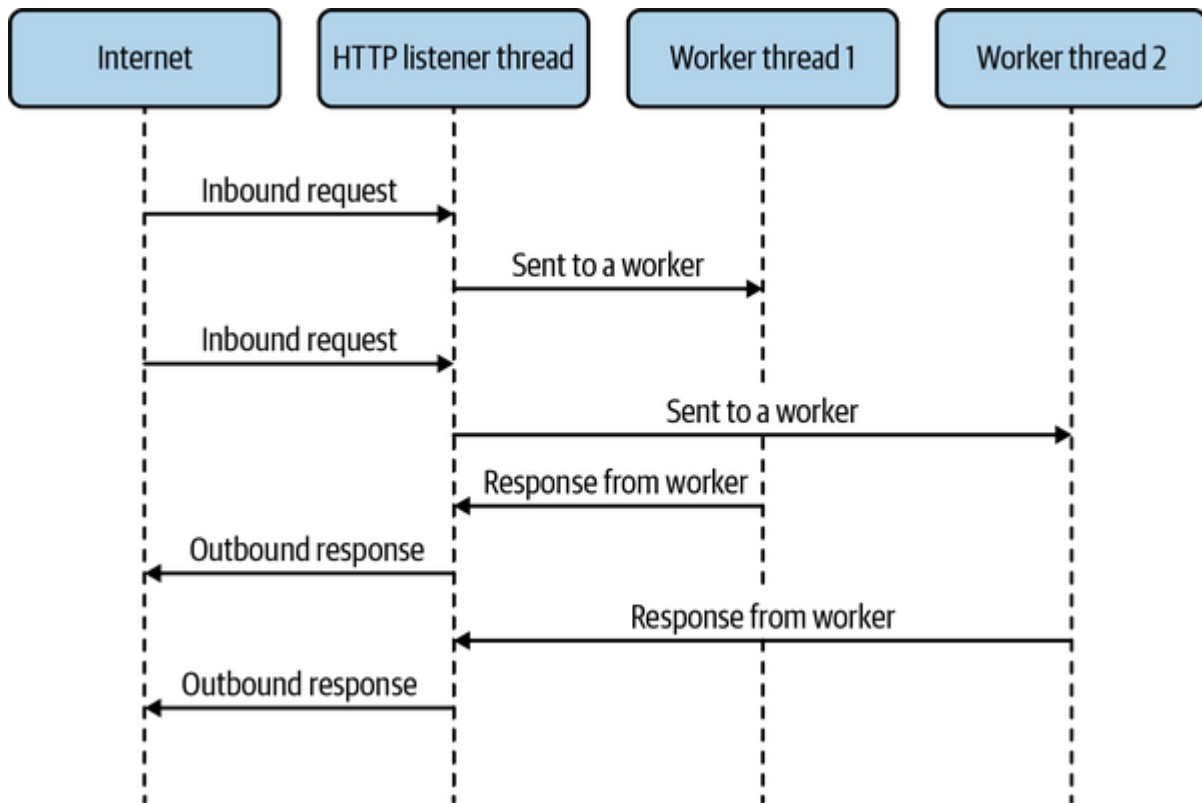 Internet
HTTP listener thread
Worker thread 1
Worker thread 2
Inbound request
Sent to a worker
Inbound request
Sent to a worker
Response from worker
Outbound response
Response from worker
Outbound response